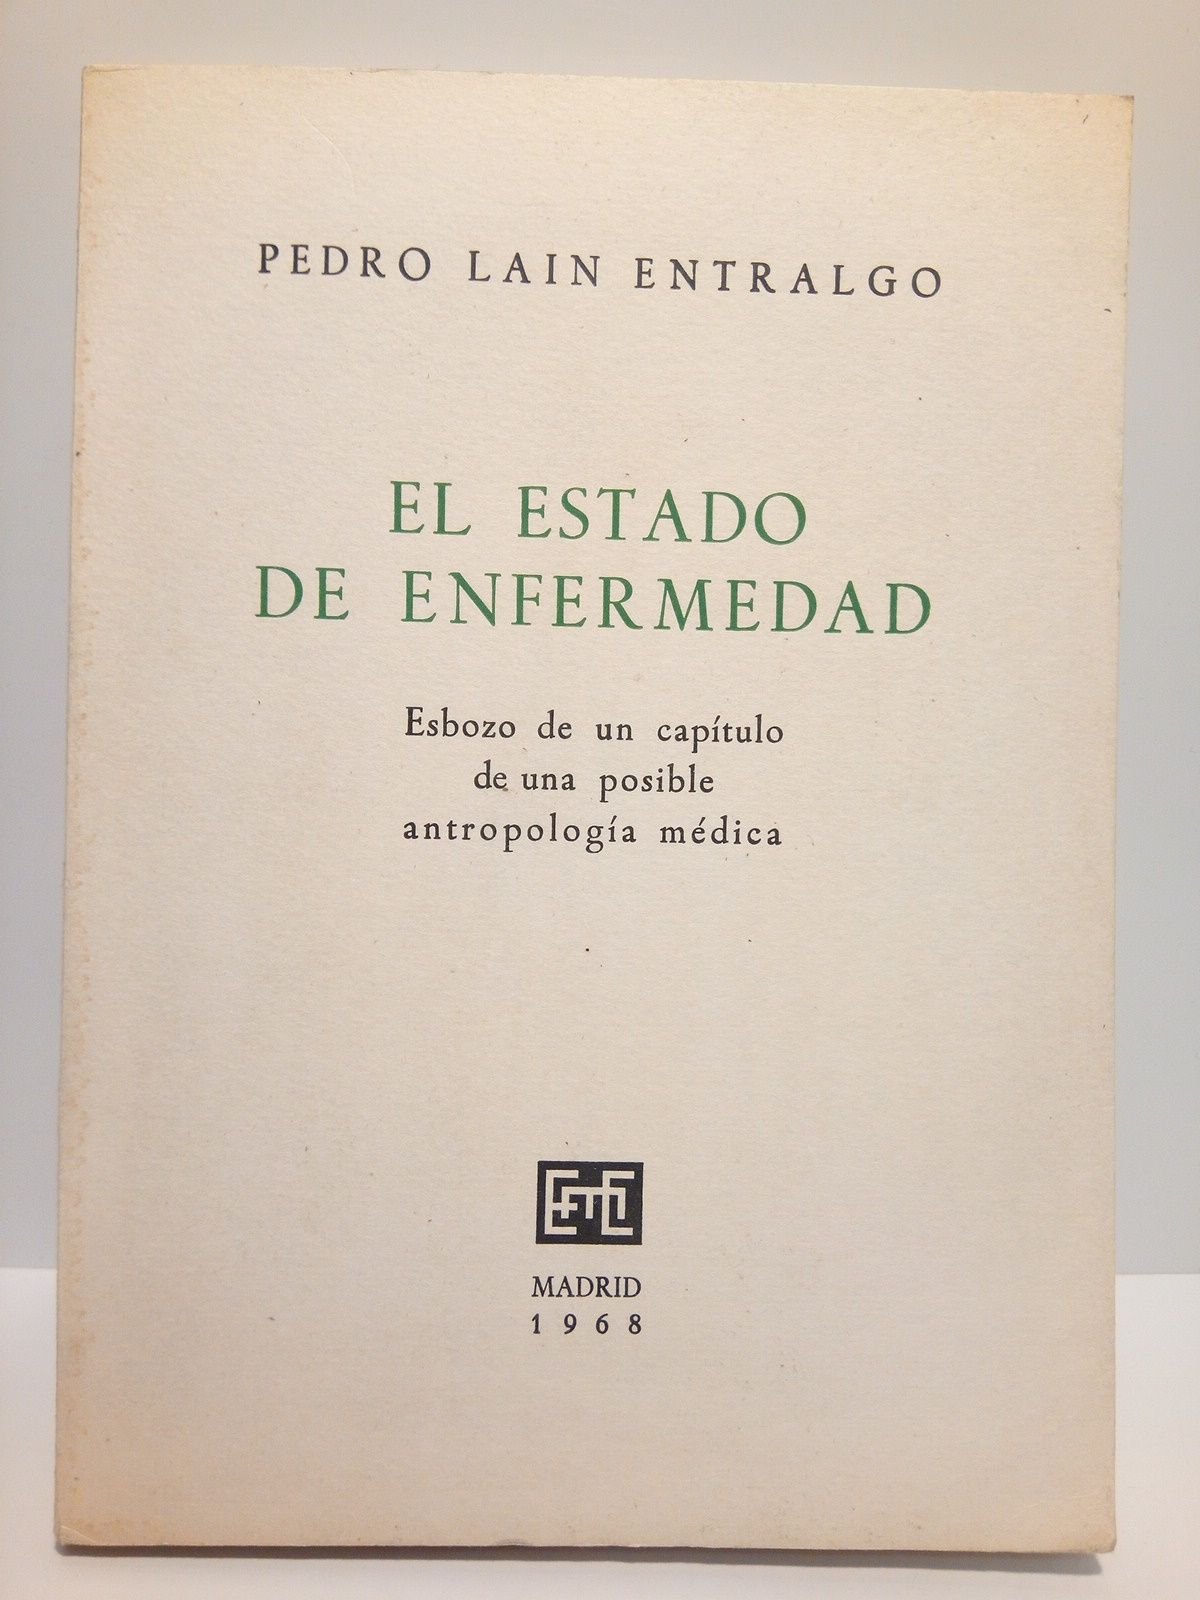 PEDRO LAIN ENTRALGO
EL ESTADO
DE ENFERMEDAD
Esbozo de un capítulo
de una posible
antropología médica
MADRID
1968